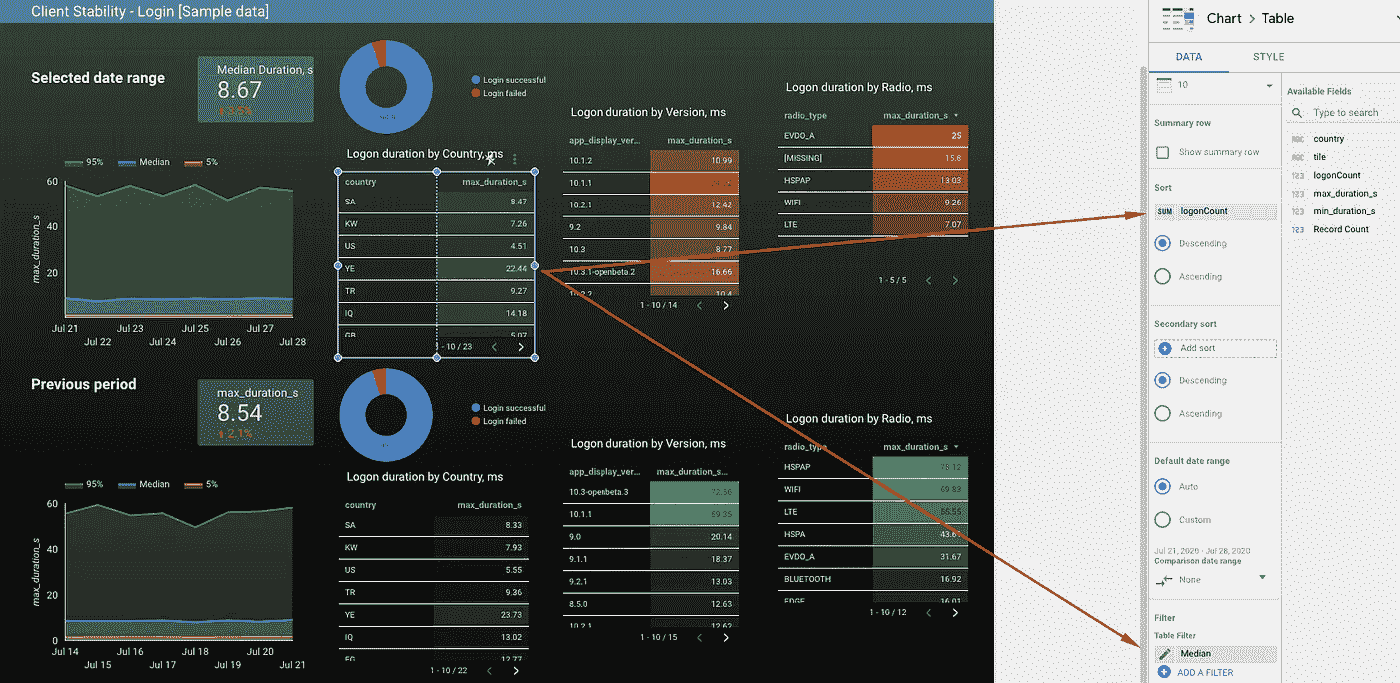 Client Stability - Login [Sample data]
Selected date range
Median Duration, s
8.67
95%
Median
5%
max_duration_s
60
40
20
Jul 21
Jul 22
Jul 23
Jul 24
Jul 25
Jul 26
Jul 27
Jul 28
Login successful
Login failed
Logon duration by Country, ms
country max_duration_s
SA 8.47
KW 7.26
US 4.51
YE 22.44
TR 9.27
IQ 14.18
GB 5.07
1 - 10 / 23
Logon duration by Version, ms
app_display_ver... max_duration_s
10.1.2 10.99
10.1.1
10.2.1 12.42
9.2 9.84
10.3 8.77
10.3.1-openbeta.2 16.66
10.2.2 10.4
1 - 10 / 14
Logon duration by Radio, ms
radio_type max_duration_s
EVDO_A 25
[MISSING] 15.6
HSPAP 13.03
WIFI 9.26
LTE 7.07
1 - 5 / 5
Previous period
max_duration_s
8.54
2.1%
95%
Median
5%
max_duration_s
60
40
20
0
Jul 14
Jul 15
Jul 16
Jul 17
Jul 18
Jul 19
Jul 20
Jul 21
Login successful
Login failed
Logon duration by Country, ms
country max_duration_s
SA 8.33
KW 7.93
US 5.55
TR 9.36
YE 23.73
IQ 13.02
EG 12.77
1 - 10 / 22
Logon duration by Version, ms
app_display_ver... max_duration_s...
10.3-openbeta.3 72.56
10.1.1 69.35
9.0 20.14
9.1.1 18.37
9.2.1 13.03
8.5.0 12.63
10.2.1 12.62
1 - 10 / 15
Logon duration by Radio, ms
radio_type max_duration_s
HSPAP 75.12
WIFI 69.83
LTE
HSPA
EVDO_A 31.67
BLUETOOTH 16.92
EDGE 16.01
1 - 10 / 12
Chart > Table
DATA STYLE
10
Summary row
Show summary row
Sort
SUM logonCount
Descending
Ascending
Secondary sort
Add sort
Descending
Ascending
Default date range
Auto
Custom
Jul 21, 2020 - Jul 28, 2020
Comparison date range
None
Filter
Table Filter
Median
ADD A FILTER
Available Fields
Type to search
ABC country
ABC tile
123 logonCount
123 max_duration_s
123 min_duration_s
123 Record Count